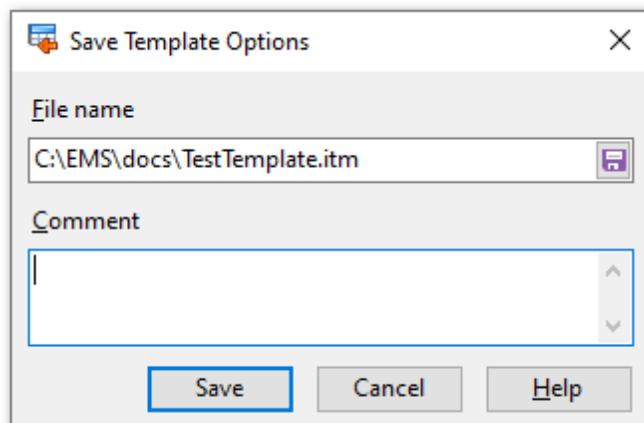 Save Template Options
File name
C:\EMS\docs\TestTemplate.itm
Comment
Save Cancel Help